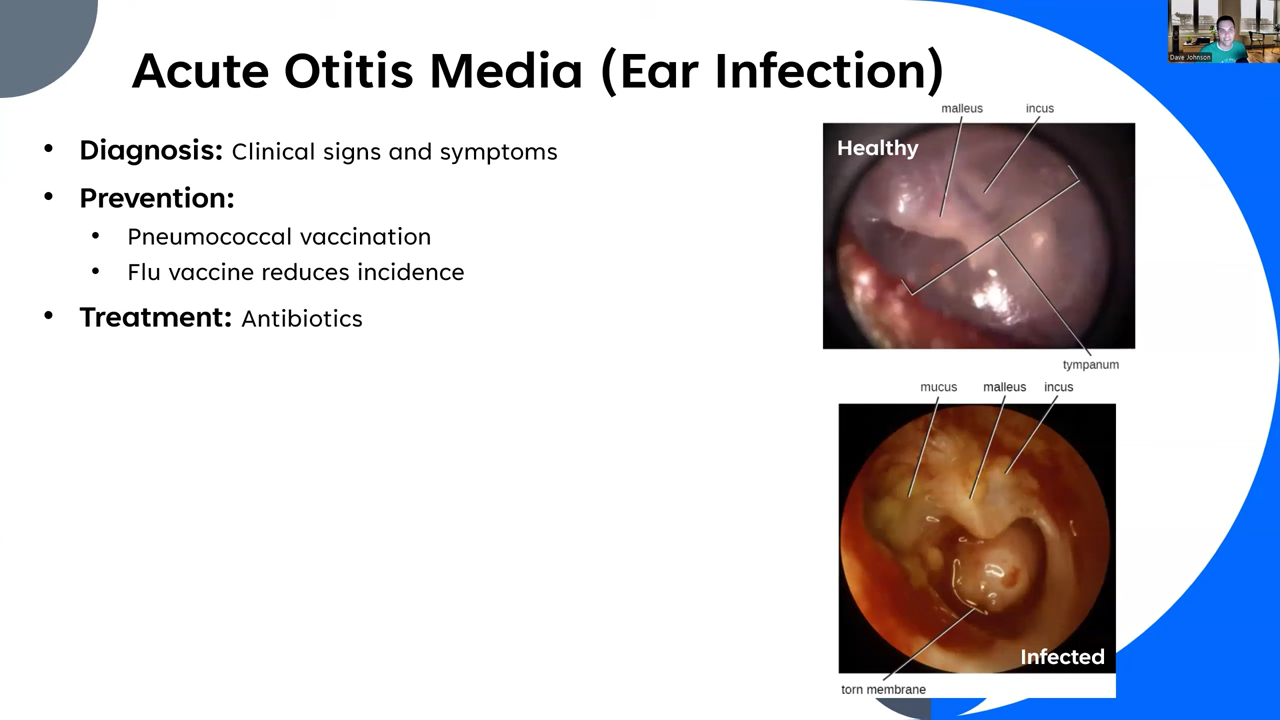 Acute Otitis Media (Ear Infection)
Dave Johnson
• Diagnosis: Clinical signs and symptoms
• Prevention:
• Pneumococcal vaccination
• Flu vaccine reduces incidence
• Treatment: Antibiotics
malleus incus
Healthy
tympanum
mucus malleus incus
Infected
torn membrane